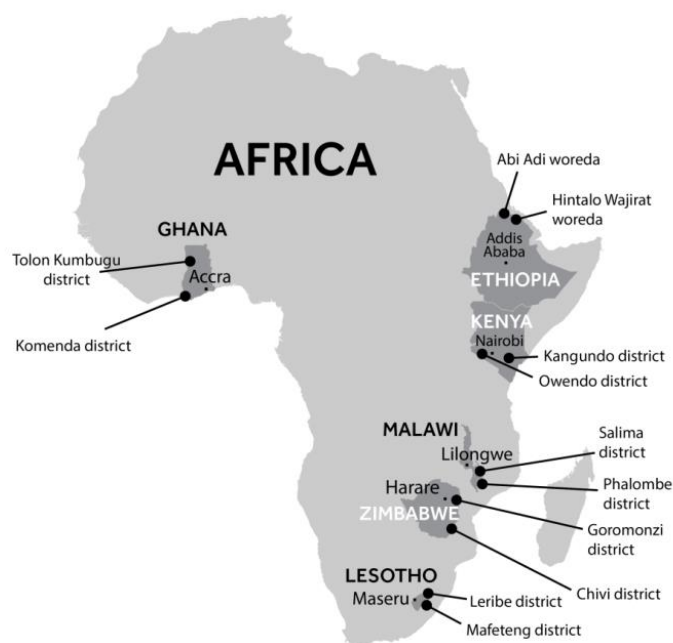 AFRICA
Abi Adi woreda
Hintalo Wajirat
woreda
GHANA
Tolon Kumbugu
district
Accra
Komenda district
Addis
Ababa
ETHIOPIA
KENYA
Nairobi
Kangundo district
Owendo district
MALAWI
Lilongwe
Salima
district
Phalombe
district
Harare
ZIMBABWE
Goromonzi
district
Chivi district
LESOTHO
Maseru
Leribe district
Mafeteng district